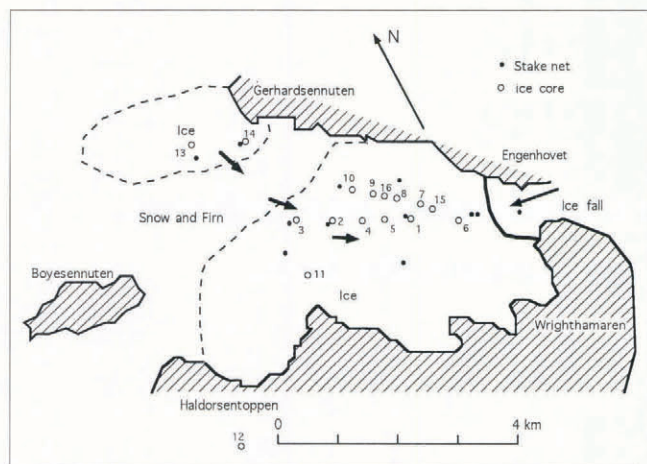 N
Stake net
ice core
Gerhardsennuten
Engenhovet
Ice
14
13
10
9
16
8
7
15
Ice fall
Snow and Firn
3
2
4
5
1
6
Boyesennuten
11
Ice
Wrighthamaren
Haldorsentoppen
12
0
4 km